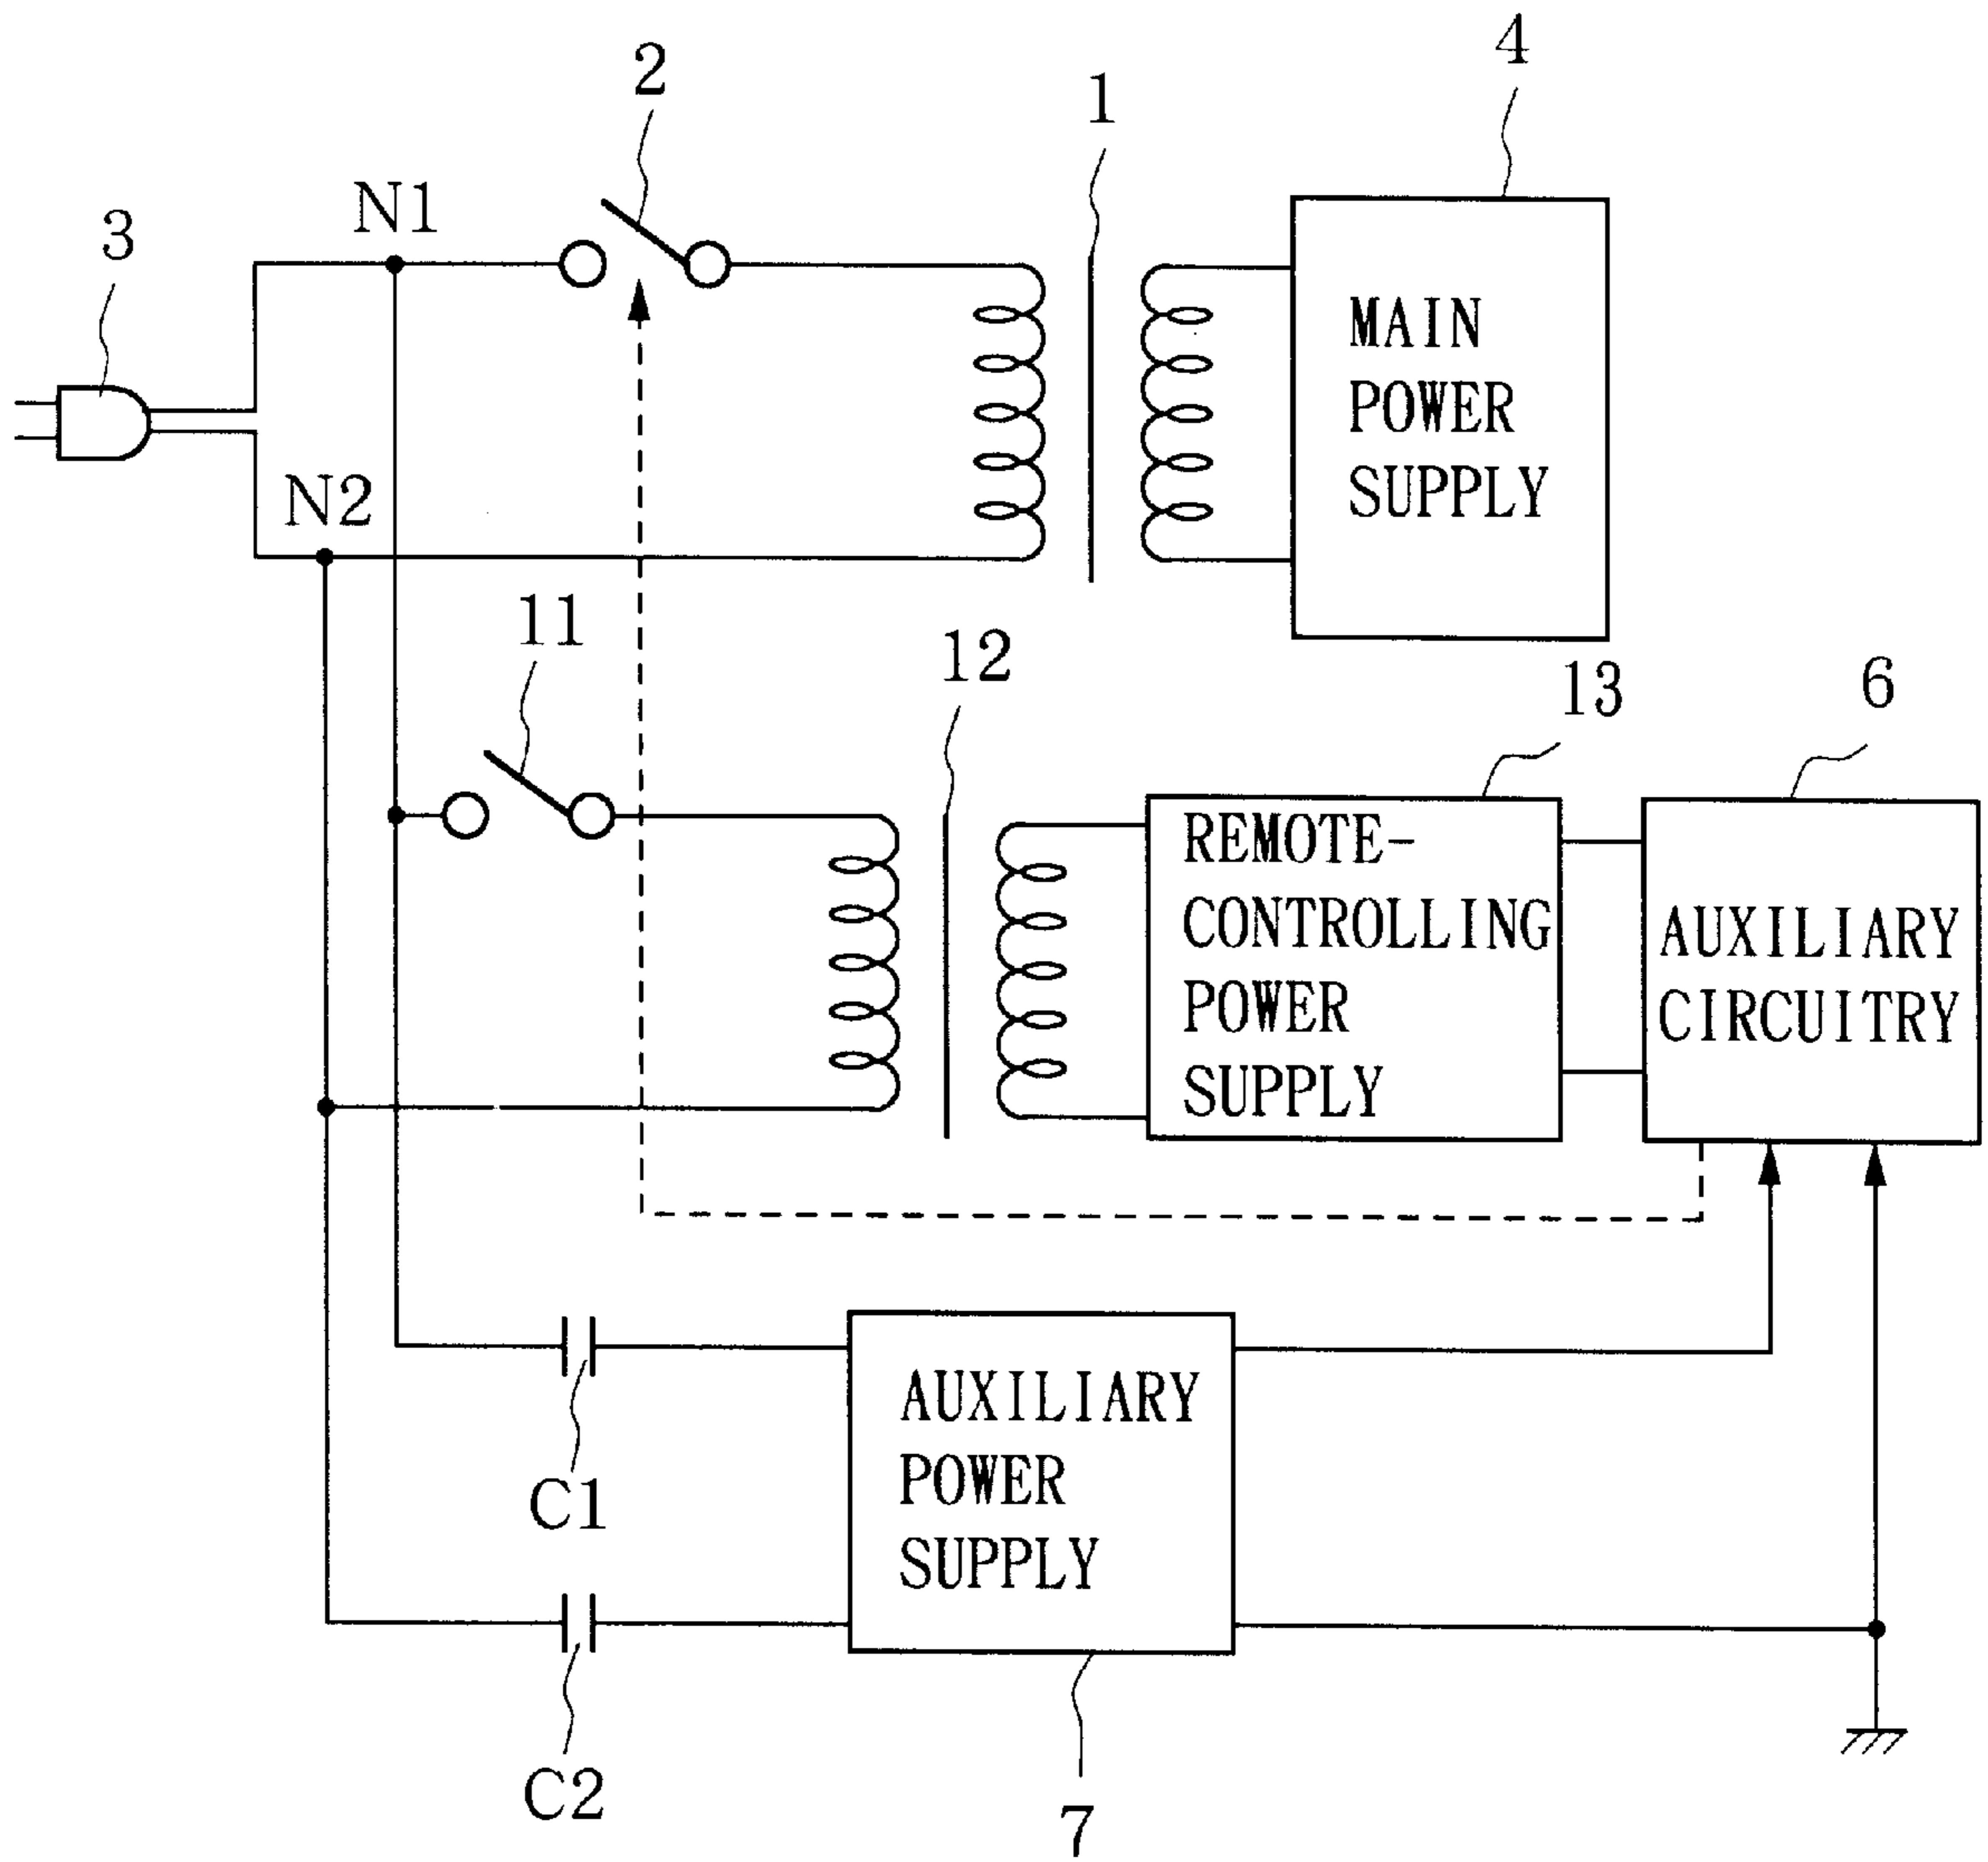 4
2
1
N1
3
MAIN
POWER
SUPPLY
N2
11
12
13
6
REMOTE-
CONTROLLING
POWER
SUPPLY
AUXILIARY
CIRCUITRY
AUXILIARY
POWER
SUPPLY
C1
C2
7